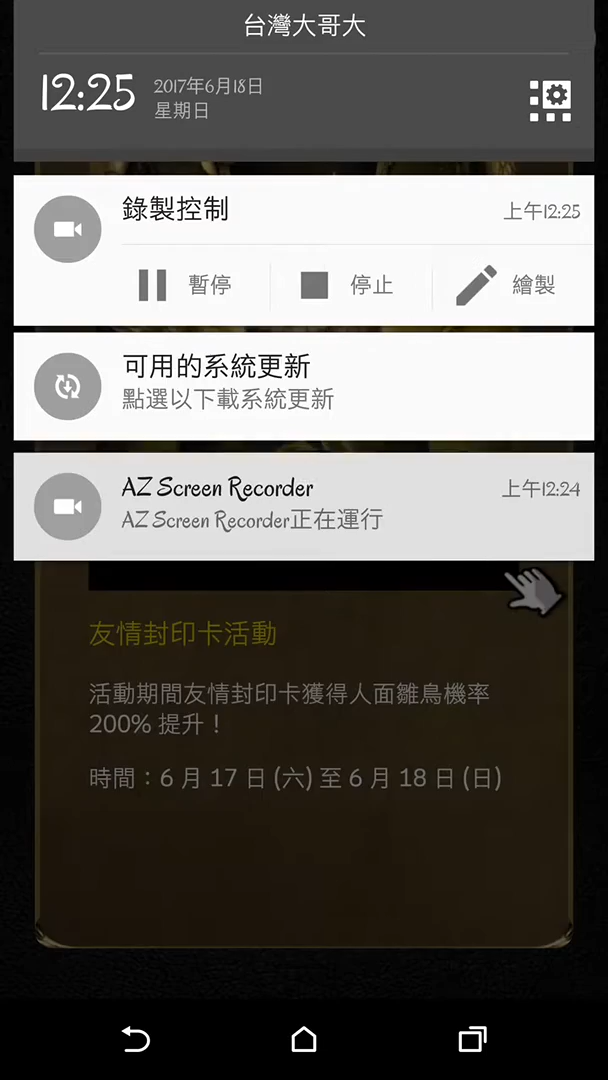 台灣大哥大
12:25
2017年6月18日
星期日
錄製控制
上午12:25
暫停
停止
繪製
可用的系統更新
點選以下載系統更新
AZ Screen Recorder
上午12:24
AZ Screen Recorder正在運行
友情封印卡活動
活動期間友情封印卡獲得人面雛鳥機率
200% 提升！
時間：6 月 17 日 (六) 至 6 月 18 日 (日)